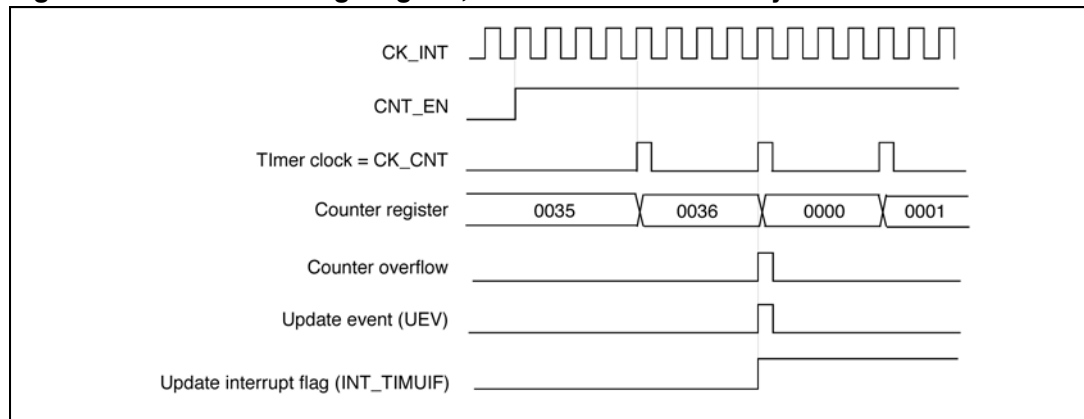 CK_INT
CNT_EN
TImer clock = CK_CNT
Counter register 0035 0036 0000 0001
Counter overflow
Update event (UEV)
Update interrupt flag (INT_TIMUIF)